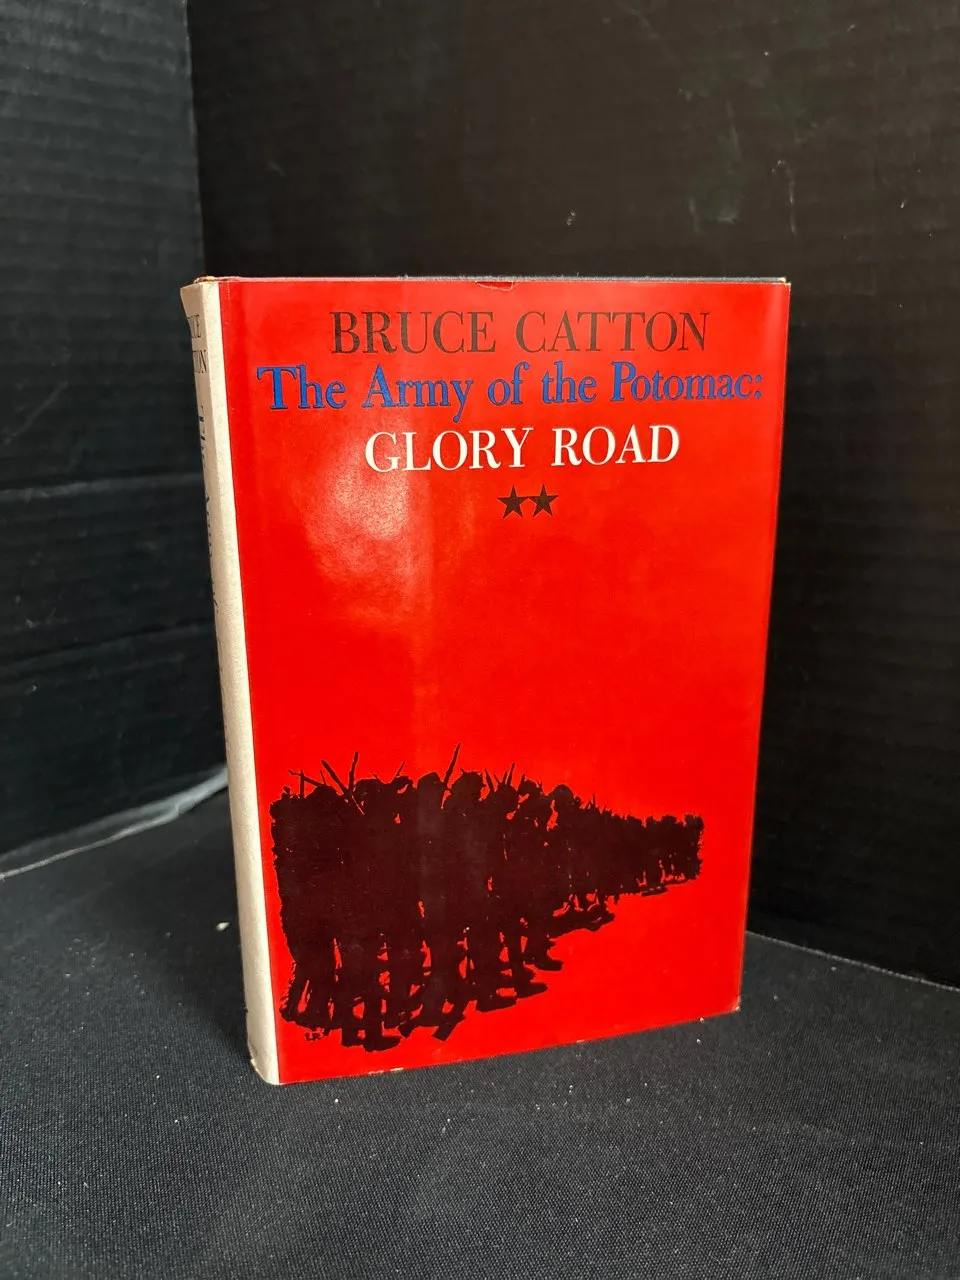 BRUCE CATTON
The Army of the Potomac:
GLORY ROAD
★★